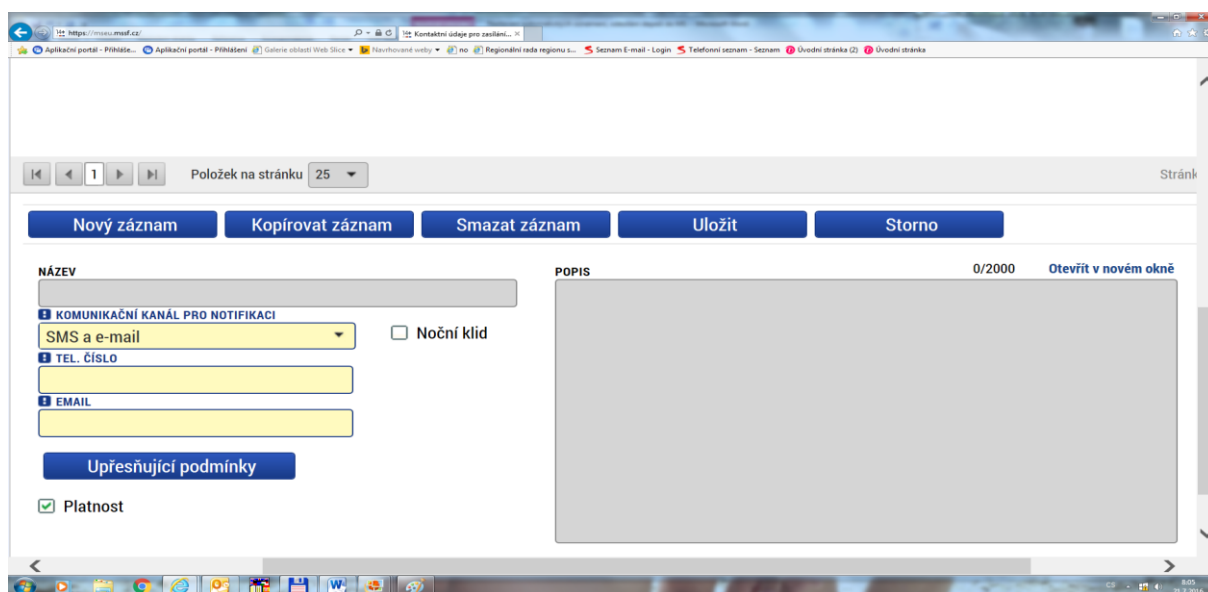 https://mseu.mssf.cz/
Kontaktní údaje pro zasílání...
Aplikační portál - Přihláše... Aplikační portál - Přihlášení Galerie oblastí Web Slice Navrhované weby no Regionální rada regionu s... Seznam E-mail - Login Telefonní seznam - Seznam Úvodní stránka (2) Úvodní stránka
1 Položek na stránku 25 Stránk
Nový záznam Kopírovat záznam Smazat záznam Uložit Storno
NÁZEV POPIS 0/2000 Otevřít v novém okně
KOMUNIKAČNÍ KANÁL PRO NOTIFIKACI
SMS a e-mail Noční klid
TEL. ČÍSLO
EMAIL
Upřesňující podmínky
Platnost
CS 8:05